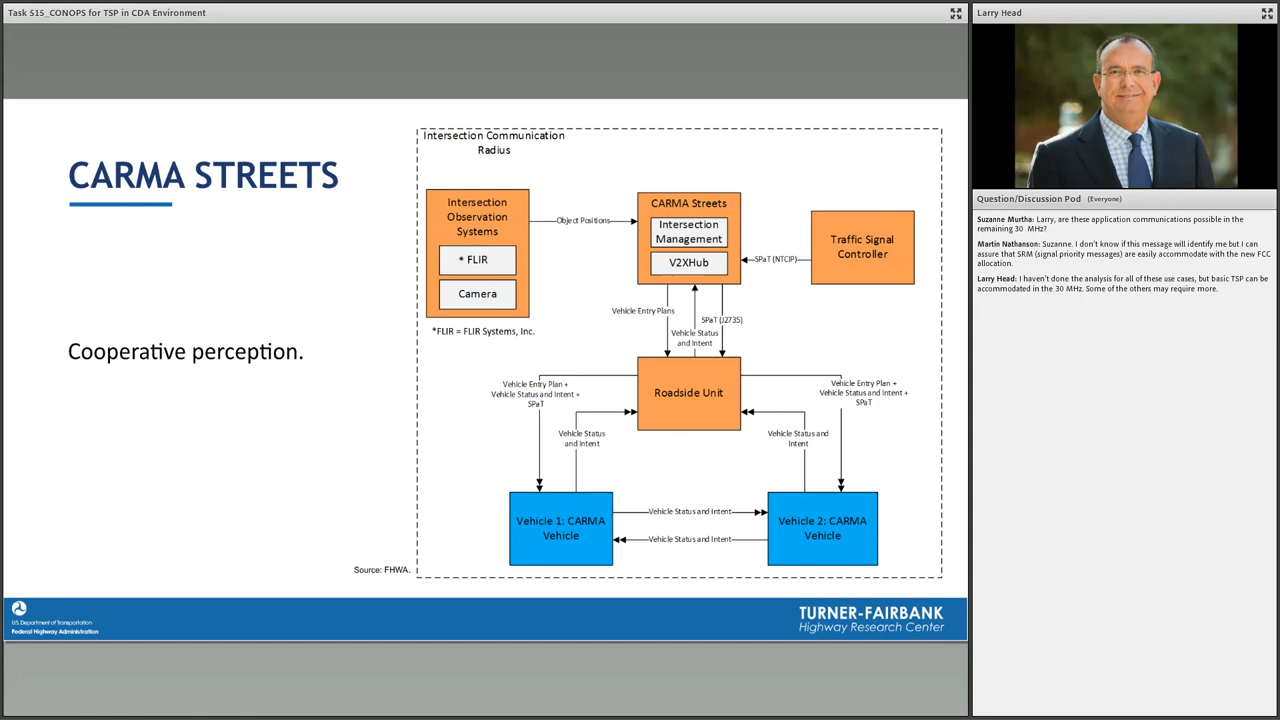 Task 515_CONOPS for TSP in CDA Environment
CARMA STREETS
Cooperative perception.
Intersection Communication
Radius
Intersection
Observation
Systems
* FLIR
Camera
*FLIR = FLIR Systems, Inc.
Object Positions
CARMA Streets
Intersection
Management
V2XHub
SPaT (NTCIP)
Traffic Signal
Controller
Vehicle Entry Plans
Vehicle Status
and Intent
SPaT (J2735)
Roadside Unit
Vehicle Entry Plan +
Vehicle Status and Intent +
SPaT
Vehicle Status
and Intent
Vehicle Status and
Intent
Vehicle Entry Plan +
Vehicle Status and Intent +
SPaT
Vehicle 1: CARMA
Vehicle
Vehicle Status and Intent
Vehicle Status and Intent
Vehicle 2: CARMA
Vehicle
Source: FHWA.
U.S. Department of Transportation
Federal Highway Administration
TURNER-FAIRBANK
Highway Research Center
Larry Head
Question/Discussion Pod (Everyone)
Suzanne Murtha: Larry, are these application communications possible in the
remaining 30 MHz?
Martin Nathanson: Suzanne. I don't know if this message will identify me but I can
assure that SRM (signal priority messages) are easily accommodate with the new FCC
allocation.
Larry Head: I haven't done the analysis for all of these use cases, but basic TSP can be
accommodated in the 30 MHz. Some of the others may require more.